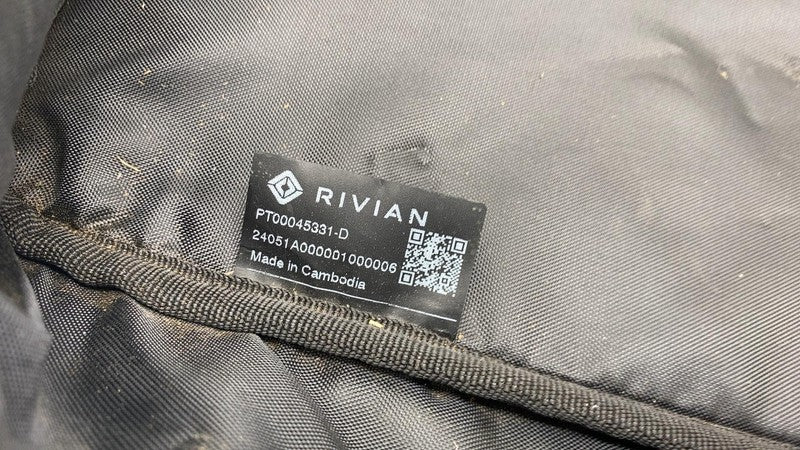 RIVIAN
PT00045331-D
24051A000001000006
Made in Cambodia